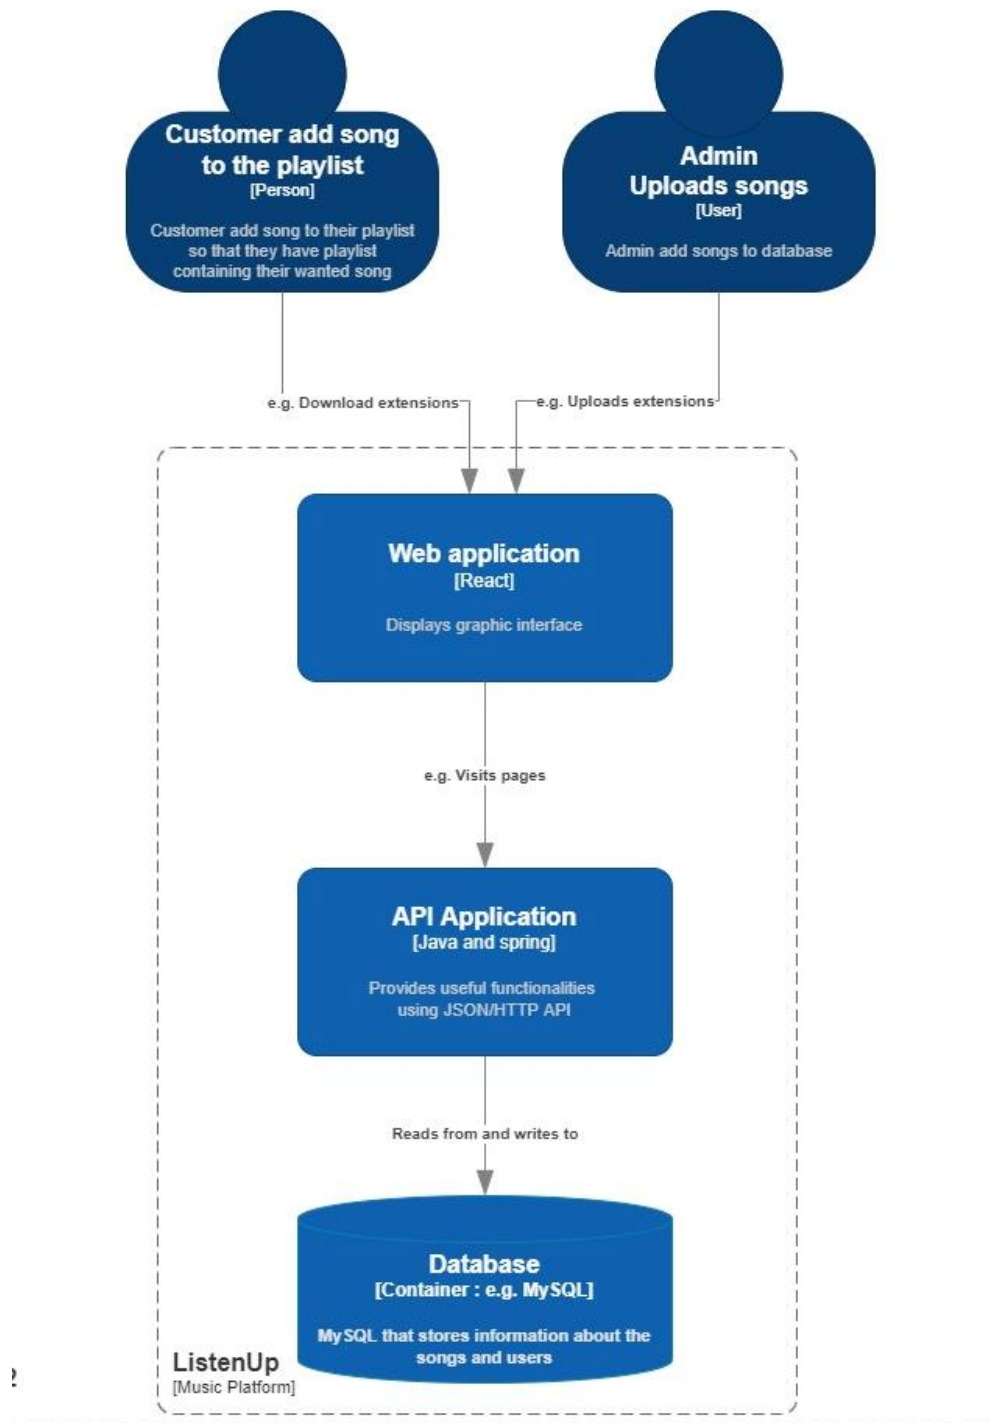 Customer add song
to the playlist
[Person]
Customer add song to their playlist
so that they have playlist
containing their wanted song
Admin
Uploads songs
[User]
Admin add songs to database
e.g. Download extensions
e.g. Uploads extensions
Web application
[React]
Displays graphic interface
e.g. Visits pages
API Application
[Java and spring]
Provides useful functionalities
using JSON/HTTP API
Reads from and writes to
Database
[Container : e.g. MySQL]
MySQL that stores information about the
songs and users
ListenUp
[Music Platform]